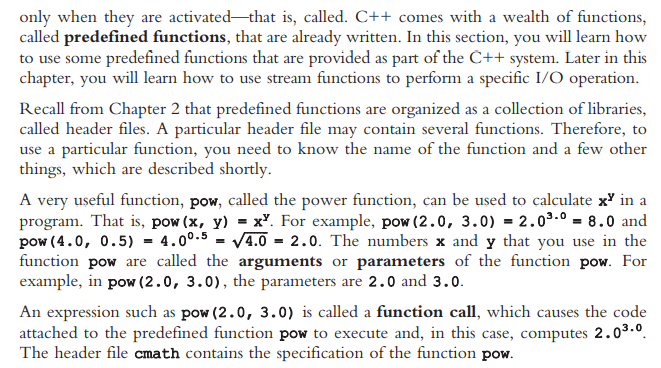 only when they are activated—that is, called. C++ comes with a wealth of functions,
called predefined functions, that are already written. In this section, you will learn how
to use some predefined functions that are provided as part of the C++ system. Later in this
chapter, you will learn how to use stream functions to perform a specific I/O operation.
Recall from Chapter 2 that predefined functions are organized as a collection of libraries,
called header files. A particular header file may contain several functions. Therefore, to
use a particular function, you need to know the name of the function and a few other
things, which are described shortly.
A very useful function, pow, called the power function, can be used to calculate xʸ in a
program. That is, pow(x, y) = xʸ. For example, pow(2.0, 3.0) = 2.0³·⁰ = 8.0 and
pow(4.0, 0.5) = 4.0⁰·⁵ = √4.0 = 2.0. The numbers x and y that you use in the
function pow are called the arguments or parameters of the function pow. For
example, in pow(2.0, 3.0), the parameters are 2.0 and 3.0.
An expression such as pow(2.0, 3.0) is called a function call, which causes the code
attached to the predefined function pow to execute and, in this case, computes 2.0³·⁰.
The header file cmath contains the specification of the function pow.